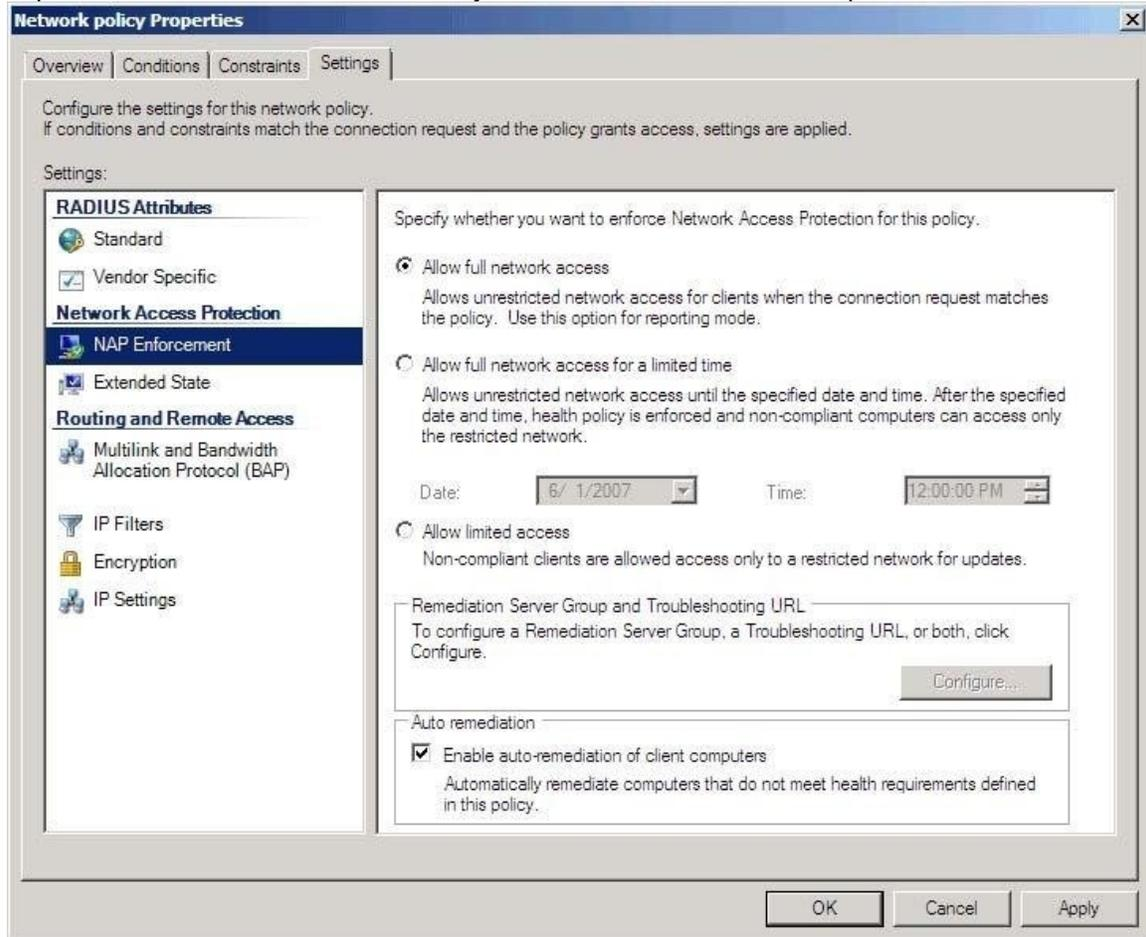 Network policy Properties
Overview
Conditions
Constraints
Settings
Configure the settings for this network policy.
If conditions and constraints match the connection request and the policy grants access, settings are applied.
Settings:
RADIUS Attributes
Standard
Vendor Specific
Network Access Protection
NAP Enforcement
Extended State
Routing and Remote Access
Multilink and Bandwidth
Allocation Protocol (BAP)
IP Filters
Encryption
IP Settings
Specify whether you want to enforce Network Access Protection for this policy.
Allow full network access
Allows unrestricted network access for clients when the connection request matches
the policy. Use this option for reporting mode.
Allow full network access for a limited time
Allows unrestricted network access until the specified date and time. After the specified
date and time, health policy is enforced and non-compliant computers can access only
the restricted network.
Date: 6/ 1/2007 Time: 12:00:00 PM
Allow limited access
Non-compliant clients are allowed access only to a restricted network for updates.
Remediation Server Group and Troubleshooting URL
To configure a Remediation Server Group, a Troubleshooting URL, or both, click
Configure.
Configure...
Auto remediation
Enable auto-remediation of client computers
Automatically remediate computers that do not meet health requirements defined
in this policy.
OK
Cancel
Apply